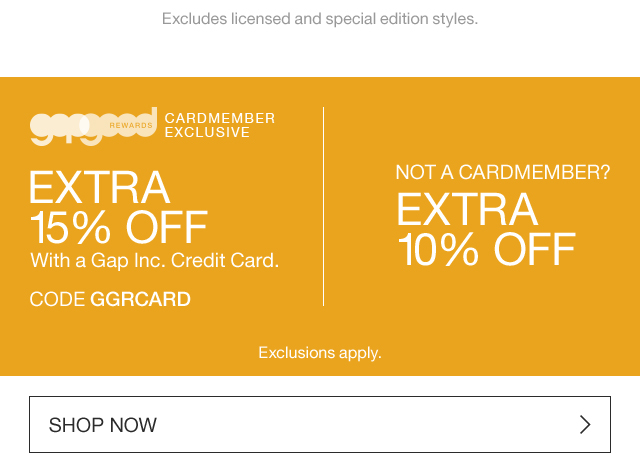 Excludes licensed and special edition styles.
gapgood REWARDS
CARDMEMBER
EXCLUSIVE
EXTRA
15% OFF
With a Gap Inc. Credit Card.
CODE GGRCARD
NOT A CARDMEMBER?
EXTRA
10% OFF
Exclusions apply.
SHOP NOW